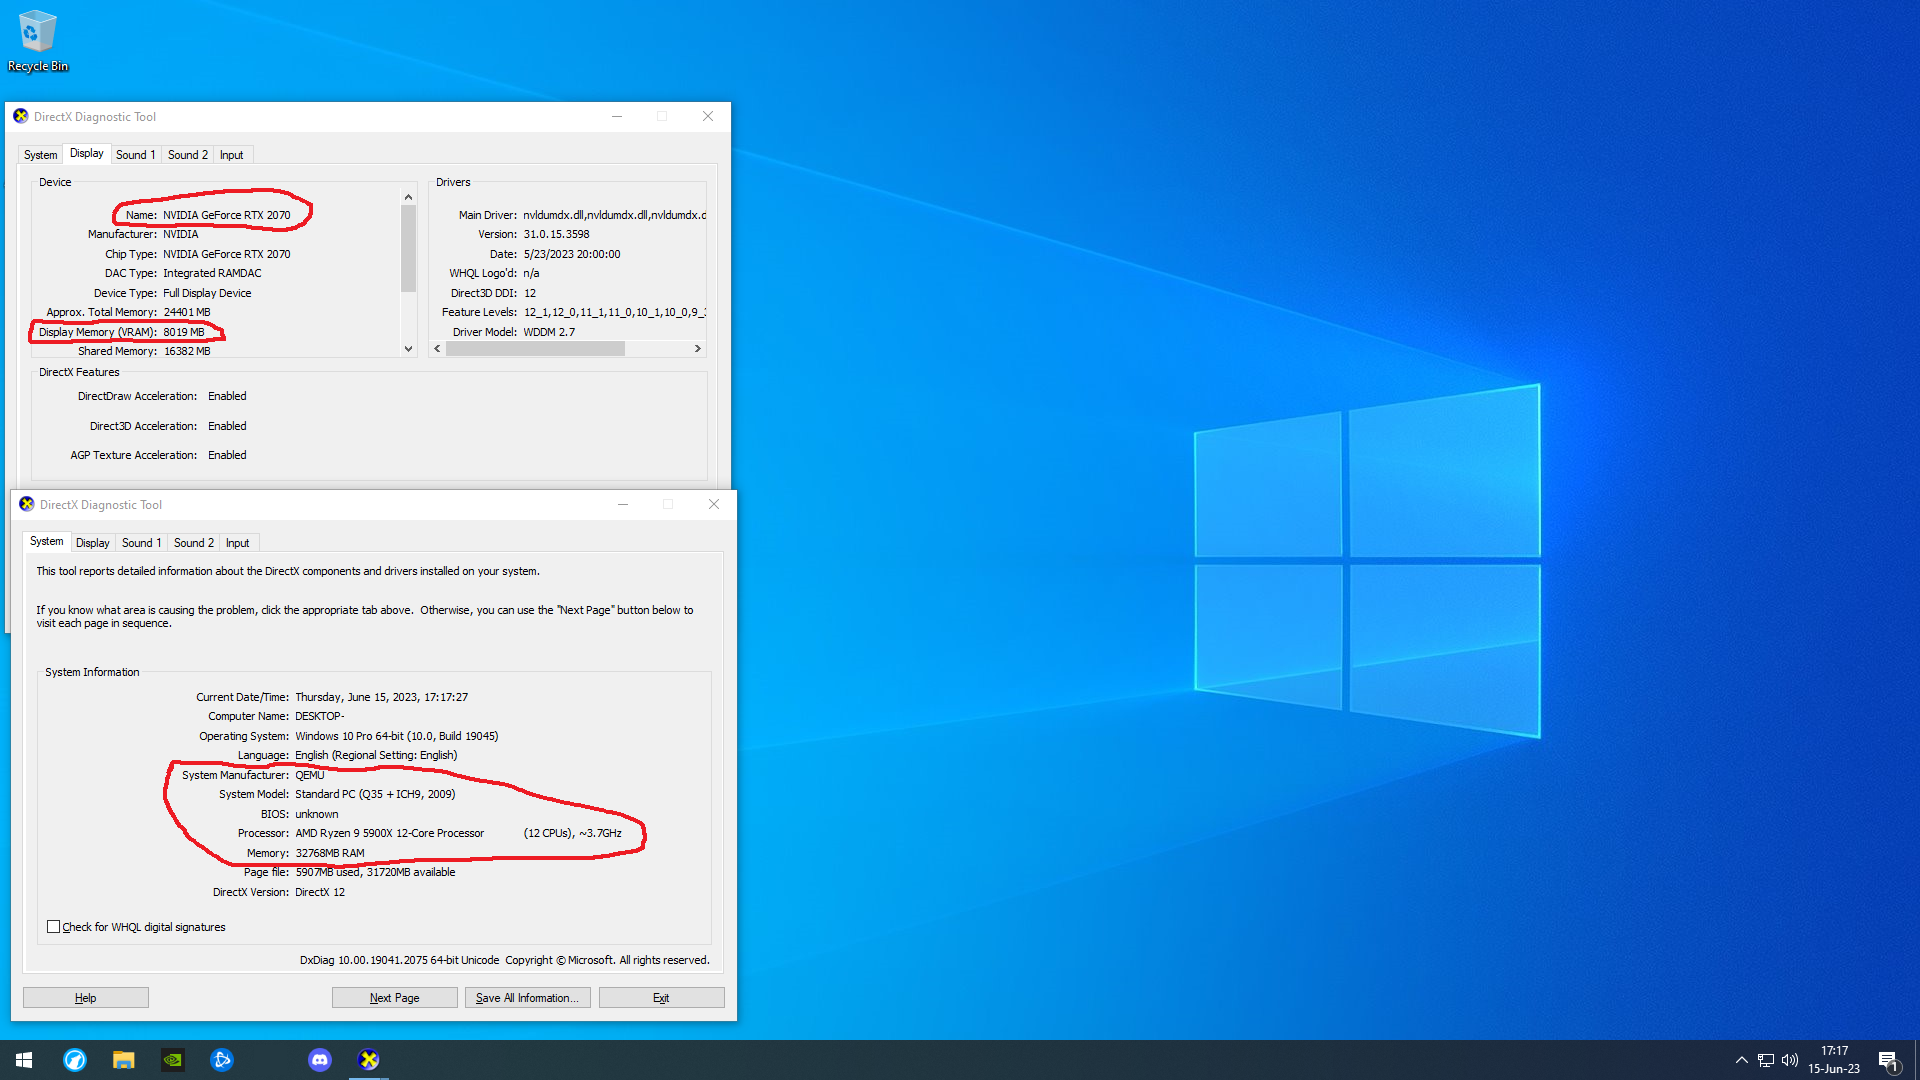 Recycle Bin
DirectX Diagnostic Tool
System Display Sound 1 Sound 2 Input
Device
Name: NVIDIA GeForce RTX 2070
Manufacturer: NVIDIA
Chip Type: NVIDIA GeForce RTX 2070
DAC Type: Integrated RAMDAC
Device Type: Full Display Device
Approx. Total Memory: 24401 MB
Display Memory (VRAM): 8019 MB
Shared Memory: 16382 MB
Drivers
Main Driver: nvldumdx.dll,nvldumdx.dll,nvldumdx.d
Version: 31.0.15.3598
Date: 5/23/2023 20:00:00
WHQL Logo'd: n/a
Direct3D DDI: 12
Feature Levels: 12_1,12_0,11_1,11_0,10_1,10_0,9_
Driver Model: WDDM 2.7
DirectX Features
DirectDraw Acceleration: Enabled
Direct3D Acceleration: Enabled
AGP Texture Acceleration: Enabled
DirectX Diagnostic Tool
System Display Sound 1 Sound 2 Input
This tool reports detailed information about the DirectX components and drivers installed on your system.
If you know what area is causing the problem, click the appropriate tab above.  Otherwise, you can use the "Next Page" button below to
visit each page in sequence.
System Information
Current Date/Time: Thursday, June 15, 2023, 17:17:27
Computer Name: DESKTOP-
Operating System: Windows 10 Pro 64-bit (10.0, Build 19045)
Language: English (Regional Setting: English)
System Manufacturer: QEMU
System Model: Standard PC (Q35 + ICH9, 2009)
BIOS: unknown
Processor: AMD Ryzen 9 5900X 12-Core Processor (12 CPUs), ~3.7GHz
Memory: 32768MB RAM
Page file: 5907MB used, 31720MB available
DirectX Version: DirectX 12
Check for WHQL digital signatures
DxDiag 10.00.19041.2075 64-bit Unicode  Copyright © Microsoft. All rights reserved.
Help Next Page Save All Information... Exit
17:17
15-Jun-23
1